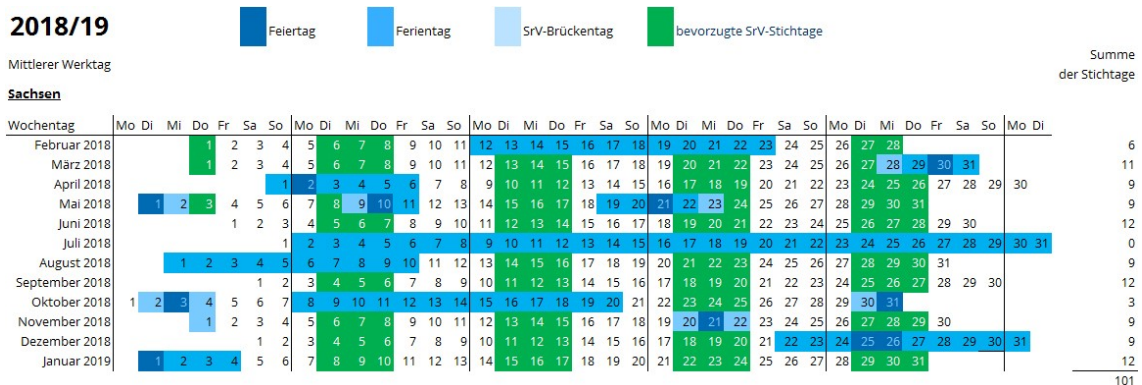 2018/19 Feiertag Ferientag SrV-Brückentag bevorzugte SrV-Stichtage
Mittlerer Werktag Summe der Stichtage
Sachsen
Wochentag Mo Di Mi Do Fr Sa So Mo Di Mi Do Fr Sa So Mo Di Mi Do Fr Sa So Mo Di Mi Do Fr Sa So Mo Di Mi Do Fr Sa So Mo Di
Februar 2018 1 2 3 4 5 6 7 8 9 10 11 12 13 14 15 16 17 18 19 20 21 22 23 24 25 26 27 28 6
März 2018 1 2 3 4 5 6 7 8 9 10 11 12 13 14 15 16 17 18 19 20 21 22 23 24 25 26 27 28 29 30 31 11
April 2018 1 2 3 4 5 6 7 8 9 10 11 12 13 14 15 16 17 18 19 20 21 22 23 24 25 26 27 28 29 30 9
Mai 2018 1 2 3 4 5 6 7 8 9 10 11 12 13 14 15 16 17 18 19 20 21 22 23 24 25 26 27 28 29 30 31 9
Juni 2018 1 2 3 4 5 6 7 8 9 10 11 12 13 14 15 16 17 18 19 20 21 22 23 24 25 26 27 28 29 30 12
Juli 2018 1 2 3 4 5 6 7 8 9 10 11 12 13 14 15 16 17 18 19 20 21 22 23 24 25 26 27 28 29 30 31 0
August 2018 1 2 3 4 5 6 7 8 9 10 11 12 13 14 15 16 17 18 19 20 21 22 23 24 25 26 27 28 29 30 31 9
September 2018 1 2 3 4 5 6 7 8 9 10 11 12 13 14 15 16 17 18 19 20 21 22 23 24 25 26 27 28 29 30 12
Oktober 2018 1 2 3 4 5 6 7 8 9 10 11 12 13 14 15 16 17 18 19 20 21 22 23 24 25 26 27 28 29 30 31 3
November 2018 1 2 3 4 5 6 7 8 9 10 11 12 13 14 15 16 17 18 19 20 21 22 23 24 25 26 27 28 29 30 9
Dezember 2018 1 2 3 4 5 6 7 8 9 10 11 12 13 14 15 16 17 18 19 20 21 22 23 24 25 26 27 28 29 30 31 9
Januar 2019 1 2 3 4 5 6 7 8 9 10 11 12 13 14 15 16 17 18 19 20 21 22 23 24 25 26 27 28 29 30 31 12
101